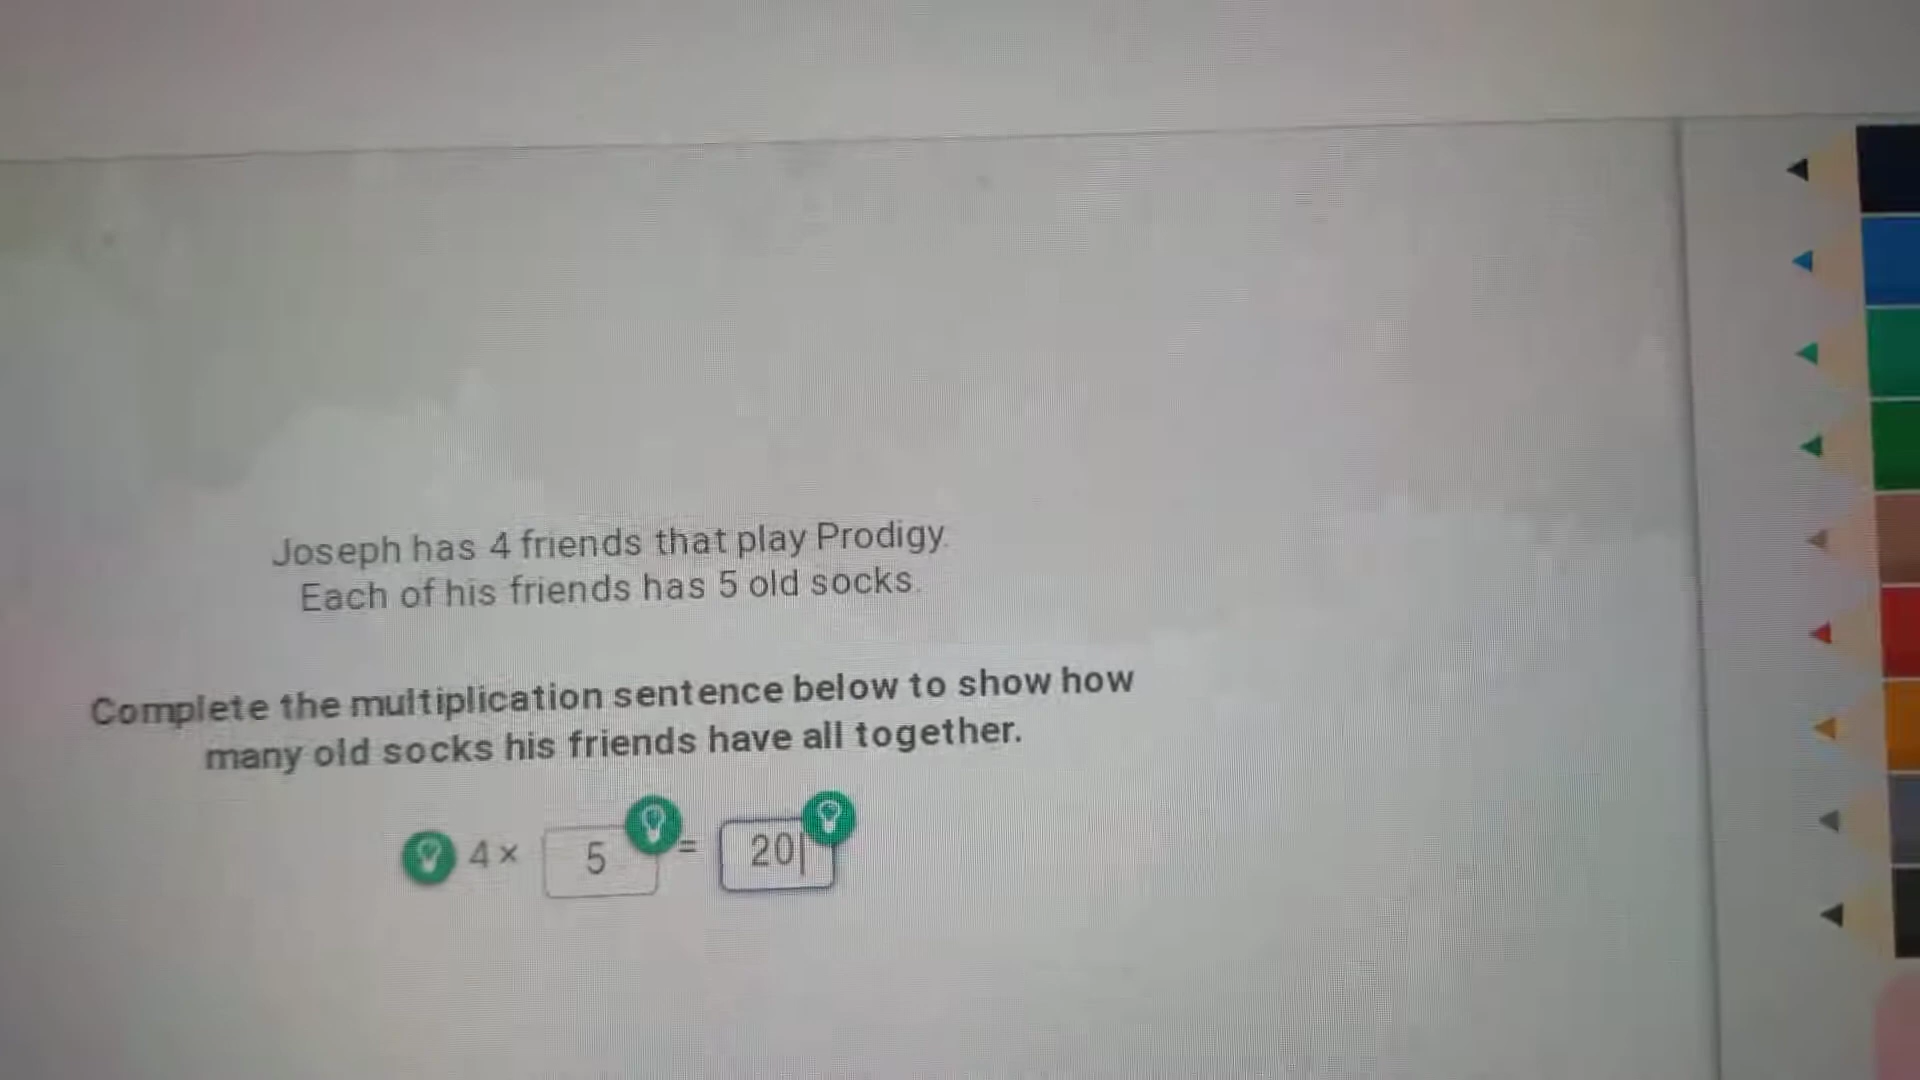 Joseph has 4 friends that play Prodigy.
Each of his friends has 5 old socks.
Complete the multiplication sentence below to show how
many old socks his friends have all together.
4 × 5 = 20